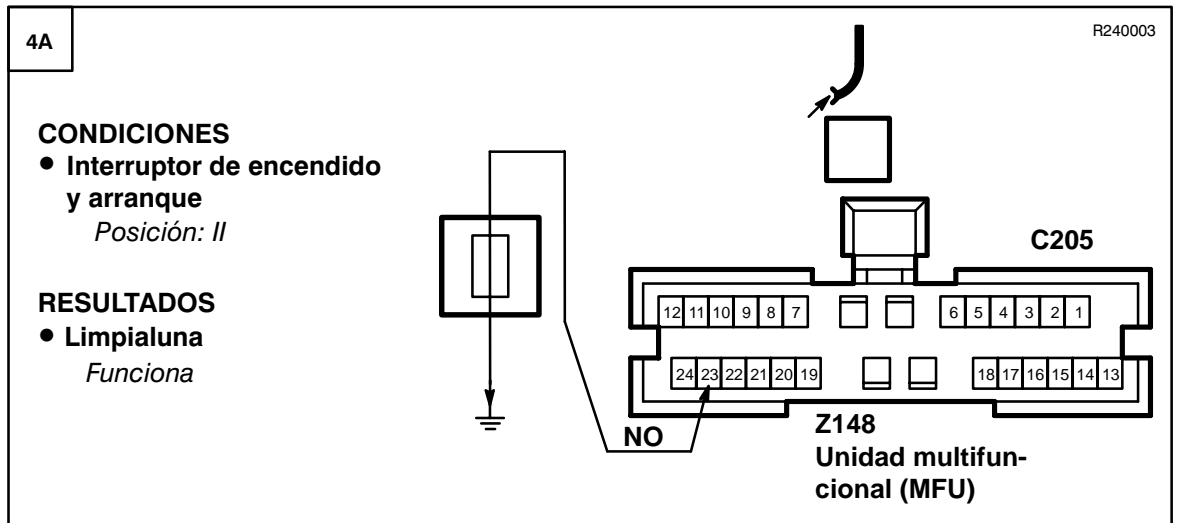 4A
R240003
CONDICIONES
● Interruptor de encendido
y arranque
Posición: II
RESULTADOS
● Limpialuna
Funciona
C205
12 11 10 9 8 7 6 5 4 3 2 1
24 23 22 21 20 19 18 17 16 15 14 13
NO
Z148
Unidad multifun-
cional (MFU)